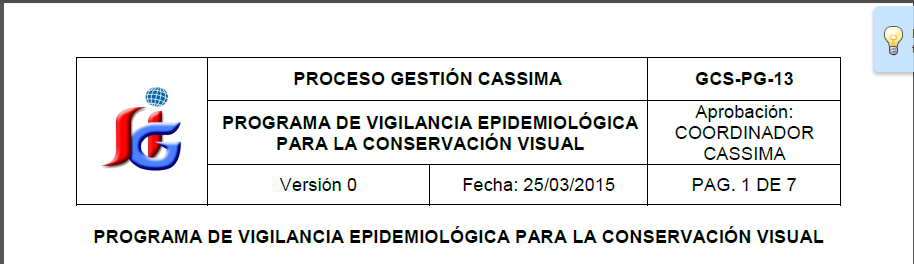 PROCESO GESTIÓN CASSIMA
GCS-PG-13
PROGRAMA DE VIGILANCIA EPIDEMIOLÓGICA
PARA LA CONSERVACIÓN VISUAL
Aprobación:
COORDINADOR
CASSIMA
Versión 0
Fecha: 25/03/2015
PAG. 1 DE 7
PROGRAMA DE VIGILANCIA EPIDEMIOLÓGICA PARA LA CONSERVACIÓN VISUAL